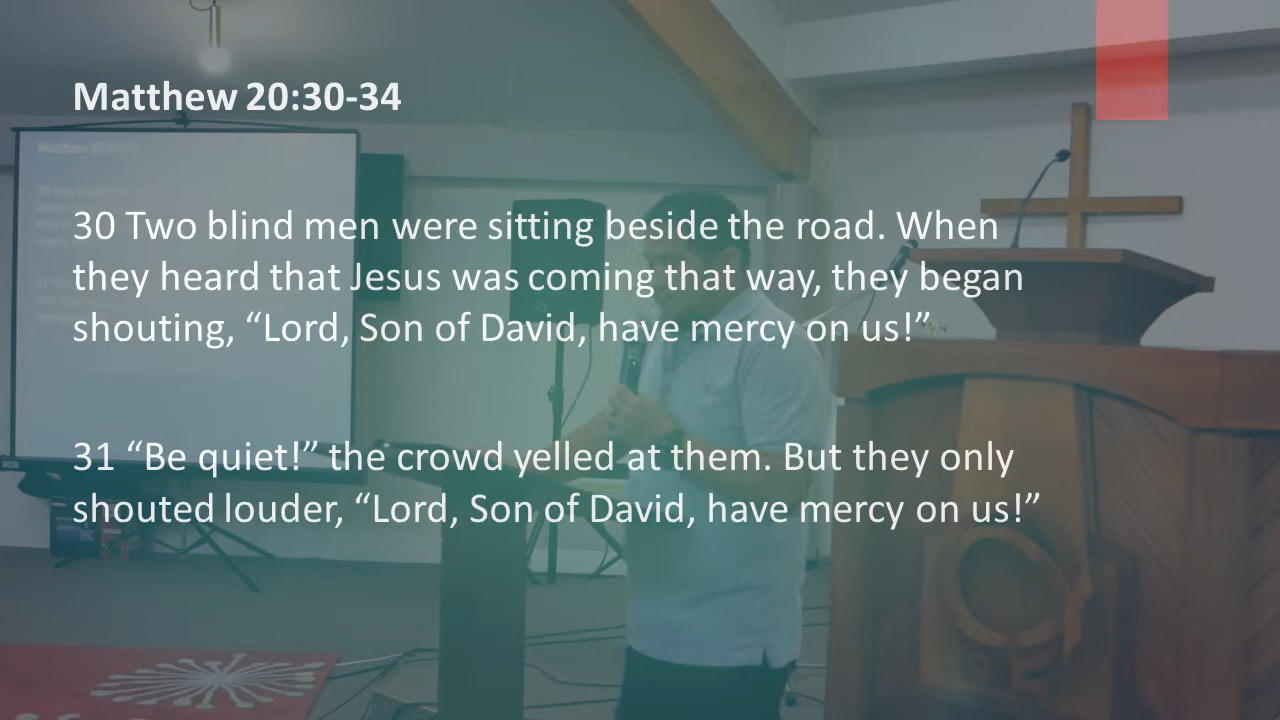 Matthew 20:30-34
30 Two blind men were sitting beside the road. When
they heard that Jesus was coming that way, they began
shouting, “Lord, Son of David, have mercy on us!”
31 “Be quiet!” the crowd yelled at them. But they only
shouted louder, “Lord, Son of David, have mercy on us!”